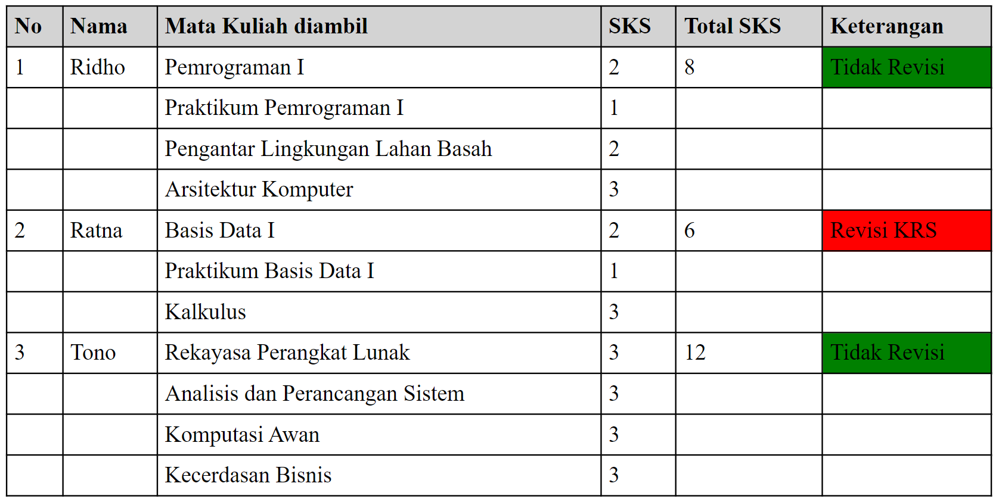 No Nama Mata Kuliah diambil SKS Total SKS Keterangan
1 Ridho Pemrograman I 2 8 Tidak Revisi
Praktikum Pemrograman I 1
Pengantar Lingkungan Lahan Basah 2
Arsitektur Komputer 3
2 Ratna Basis Data I 2 6 Revisi KRS
Praktikum Basis Data I 1
Kalkulus 3
3 Tono Rekayasa Perangkat Lunak 3 12 Tidak Revisi
Analisis dan Perancangan Sistem 3
Komputasi Awan 3
Kecerdasan Bisnis 3